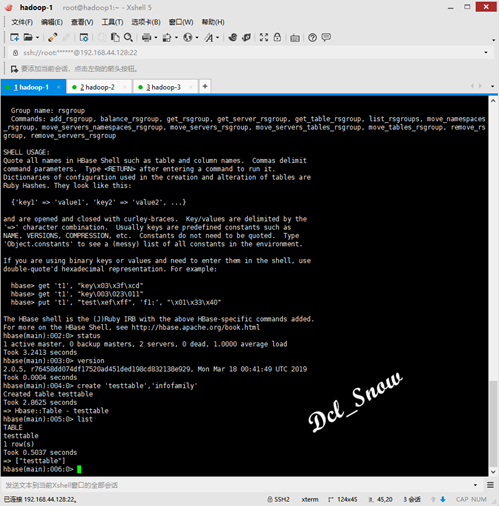 hadoop-1 root@hadoop1:~ - Xshell 5
文件(F) 编辑(E) 查看(V) 工具(T) 选项卡(B) 窗口(W) 帮助(H)
ssh://root:******@192.168.44.128:22
要添加当前会话，点击左侧的箭头按钮。
1 hadoop-1
2 hadoop-2
3 hadoop-3
Group name: rsgroup
Commands: add_rsgroup, balance_rsgroup, get_rsgroup, get_server_rsgroup, get_table_rsgroup, list_rsgroups, move_namespaces
_rsgroup, move_servers_namespaces_rsgroup, move_servers_rsgroup, move_servers_tables_rsgroup, move_tables_rsgroup, remove_rs
group, remove_servers_rsgroup
SHELL USAGE:
Quote all names in HBase Shell such as table and column names. Commas delimit
command parameters. Type <RETURN> after entering a command to run it.
Dictionaries of configuration used in the creation and alteration of tables are
Ruby Hashes. They look like this:
{'key1' => 'value1', 'key2' => 'value2', ...}
and are opened and closed with curley-braces. Key/values are delimited by the
'=>' character combination. Usually keys are predefined constants such as
NAME, VERSIONS, COMPRESSION, etc. Constants do not need to be quoted. Type
'Object.constants' to see a (messy) list of all constants in the environment.
If you are using binary keys or values and need to enter them in the shell, use
double-quote'd hexadecimal representation. For example:
hbase> get 't1', "key\x03\x3f\xcd"
hbase> get 't1', "key\003\023\011"
hbase> put 't1', "test\xef\xff", 'f1:', "\x01\x33\x40"
The HBase shell is the (J)Ruby IRB with the above HBase-specific commands added.
For more on the HBase Shell, see http://hbase.apache.org/book.html
hbase(main):002:0> status
1 active master, 0 backup masters, 2 servers, 0 dead, 1.0000 average load
Took 3.2413 seconds
hbase(main):003:0> version
2.0.5, r76458dd074df17520ad451ded198cd832138e929, Mon Mar 18 00:41:49 UTC 2019
Took 0.0004 seconds
hbase(main):004:0> create 'testtable','infofamily'
Created table testtable
Took 2.8625 seconds
=> Hbase::Table - testtable
hbase(main):005:0> list
TABLE
testtable
1 row(s)
Took 0.5037 seconds
=> ["testtable"]
hbase(main):006:0>
Dcl_Snow
发送文本到当前Xshell窗口的全部会话
已连接 192.168.44.128:22。 SSH2 xterm 124x45 45,20 3 会话 CAP NUM